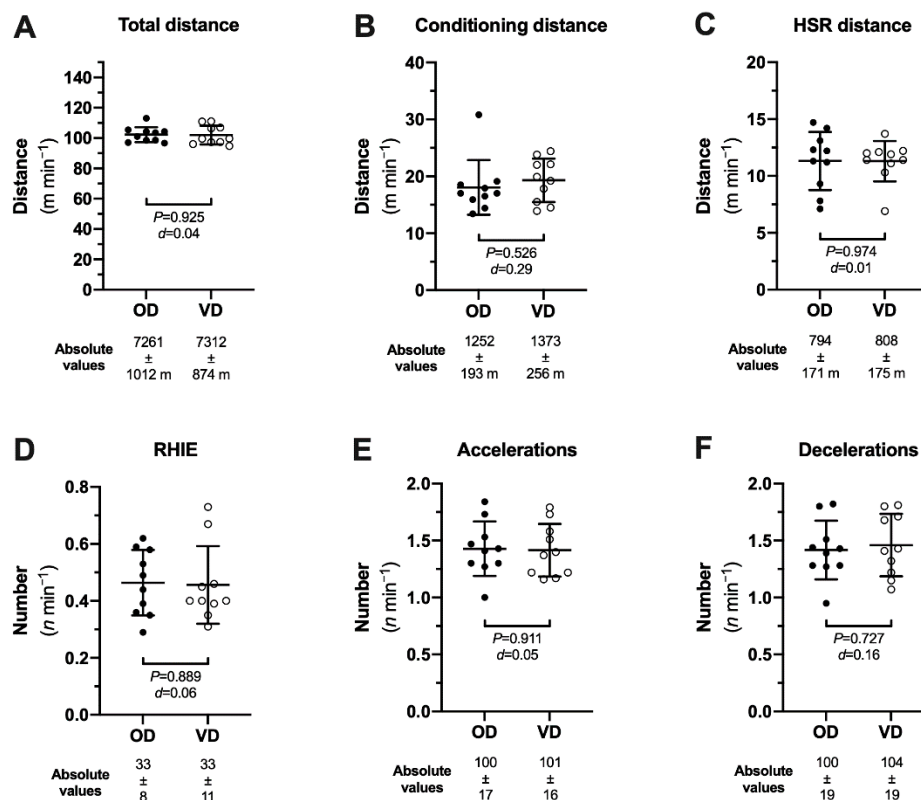 A Total distance
140
120
100
80
60
40
20
0
Distance
(m min⁻¹)
P=0.925
d=0.04
OD VD
Absolute values
7261 ± 1012 m
7312 ± 874 m
B Conditioning distance
40
30
20
10
0
Distance
(m min⁻¹)
P=0.526
d=0.29
OD VD
Absolute values
1252 ± 193 m
1373 ± 256 m
C HSR distance
20
15
10
5
0
Distance
(m min⁻¹)
P=0.974
d=0.01
OD VD
Absolute values
794 ± 171 m
808 ± 175 m
D RHIE
0.8
0.6
0.4
0.2
0.0
Number
(n min⁻¹)
P=0.889
d=0.06
OD VD
Absolute values
33 ± 8
33 ± 11
E Accelerations
2.0
1.5
1.0
0.5
0.0
Number
(n min⁻¹)
P=0.911
d=0.05
OD VD
Absolute values
100 ± 17
101 ± 16
F Decelerations
2.0
1.5
1.0
0.5
0.0
Number
(n min⁻¹)
P=0.727
d=0.16
OD VD
Absolute values
100 ± 19
104 ± 19